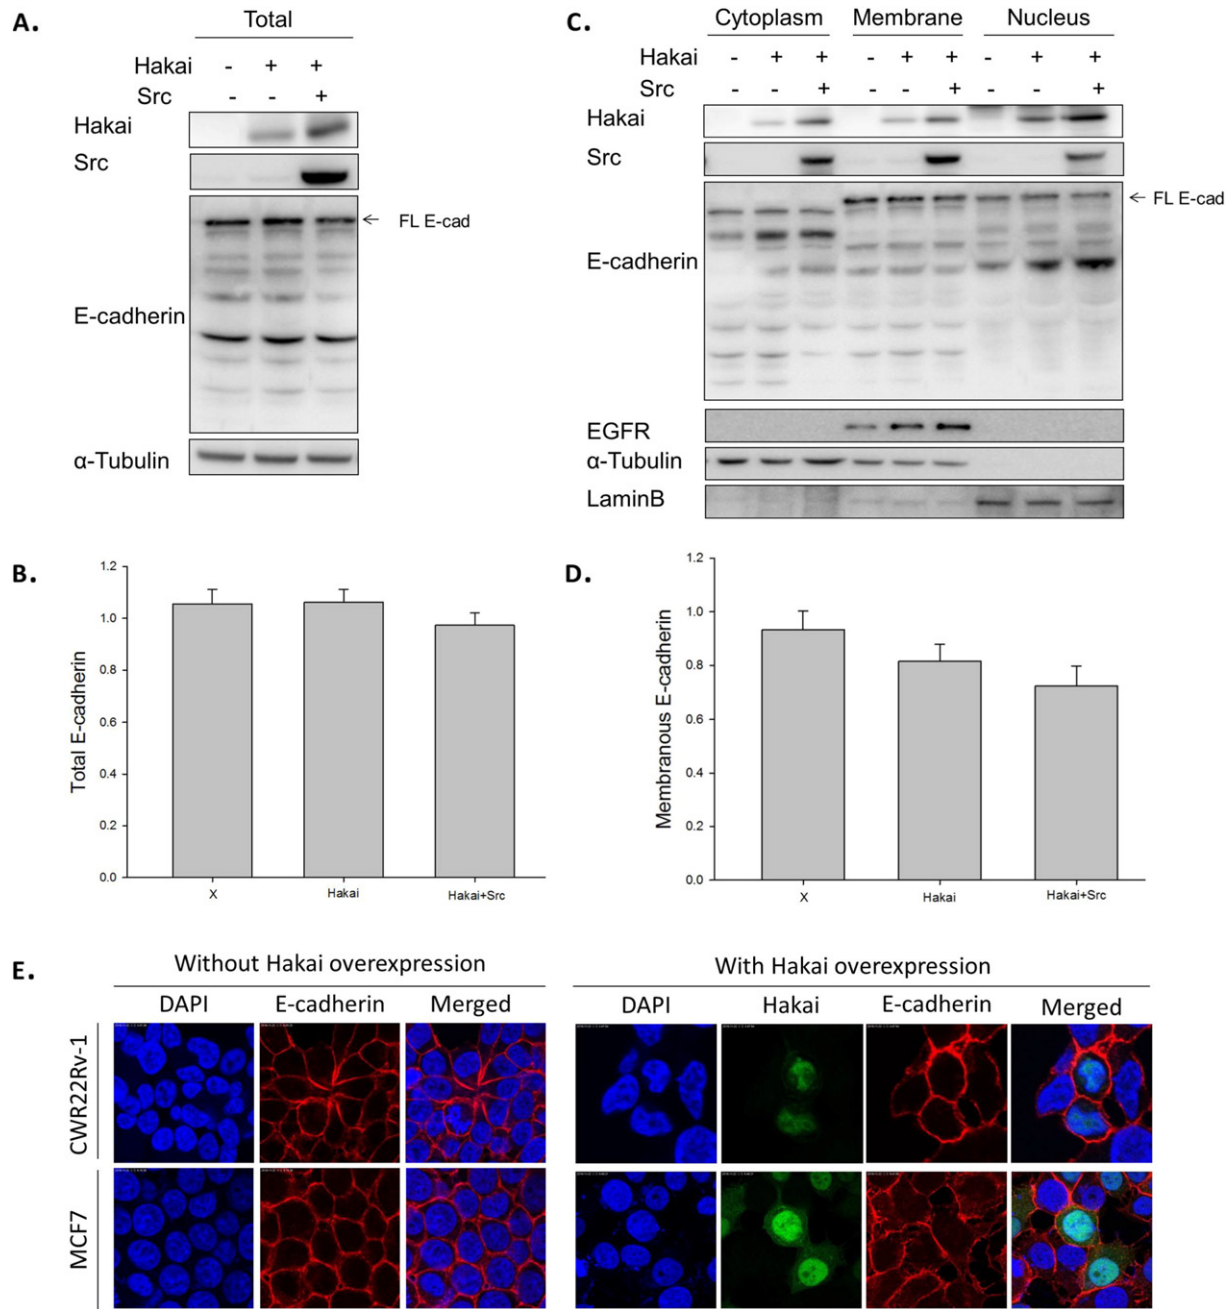 A.
Total
Hakai - + +
Src - - +
Hakai
Src
← FL E-cad
E-cadherin
α-Tubulin
C.
Cytoplasm Membrane Nucleus
Hakai - + + - + + - + +
Src - - + - - + - - +
Hakai
Src
← FL E-cad
E-cadherin
EGFR
α-Tubulin
LaminB
B.
Total E-cadherin
1.2
1.0
0.8
0.6
0.4
0.2
0.0
X Hakai Hakai+Src
D.
Membranous E-cadherin
1.2
1.0
0.8
0.6
0.4
0.2
0.0
X Hakai Hakai+Src
E.
Without Hakai overexpression
DAPI E-cadherin Merged
With Hakai overexpression
DAPI Hakai E-cadherin Merged
CWR22Rv-1
MCF7